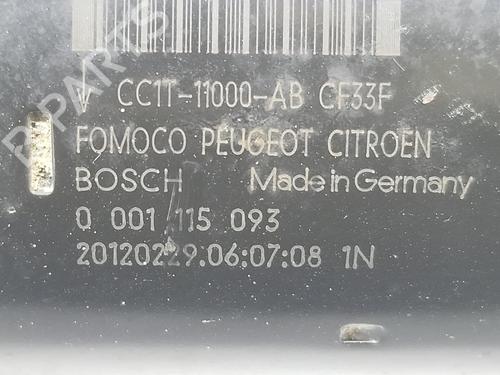 V CC1T-11000-AB CF33F
FOMOCO PEUGEOT CITROEN
BOSCH Made in Germany
0 001 115 093
20120229.06:07:08 1N